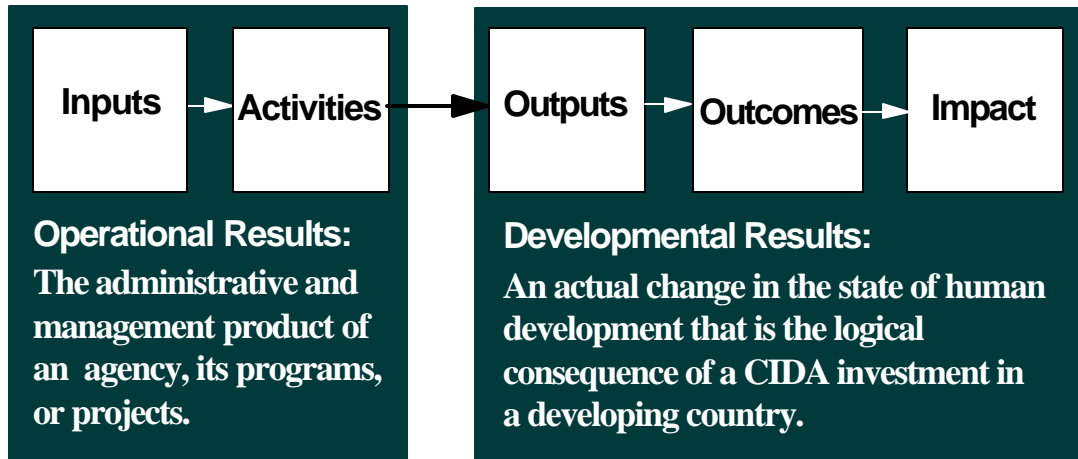 Inputs
Activities
Outputs
Outcomes
Impact
Operational Results:
The administrative and
management product of
an agency, its programs,
or projects.
Developmental Results:
An actual change in the state of human
development that is the logical
consequence of a CIDA investment in
a developing country.